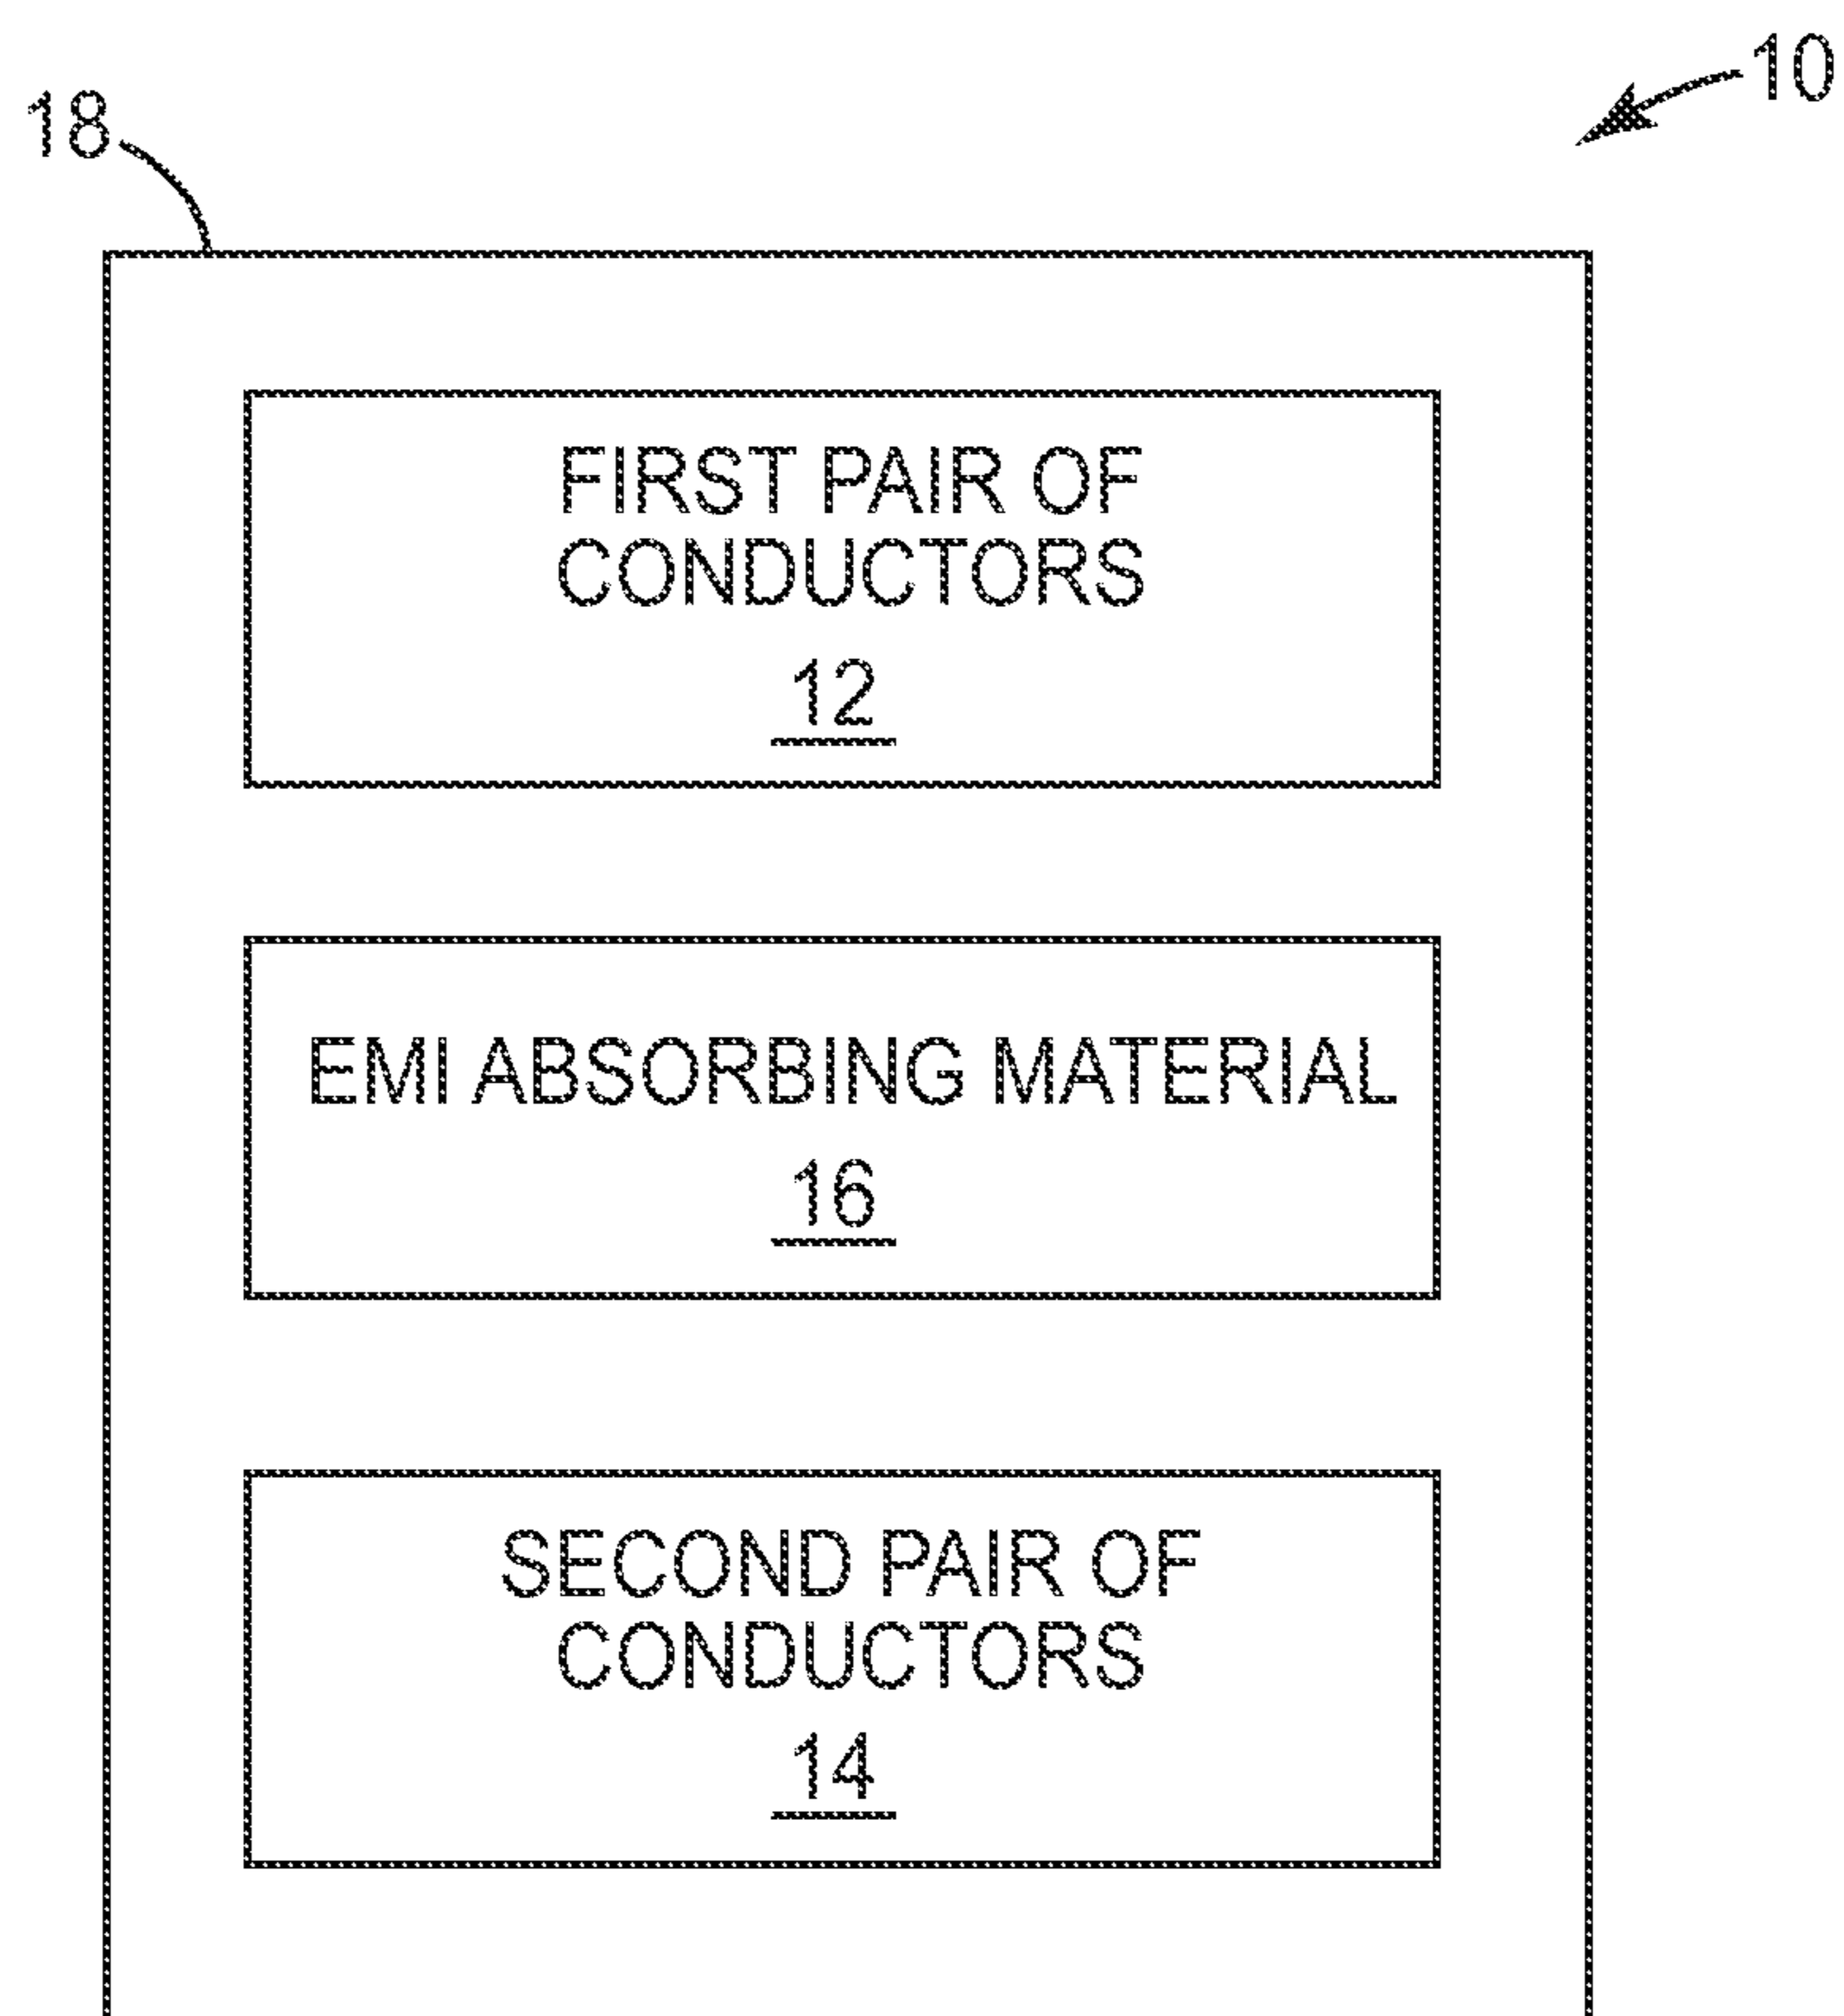 10
18
FIRST PAIR OF
CONDUCTORS
12
EMI ABSORBING MATERIAL
16
SECOND PAIR OF
CONDUCTORS
14